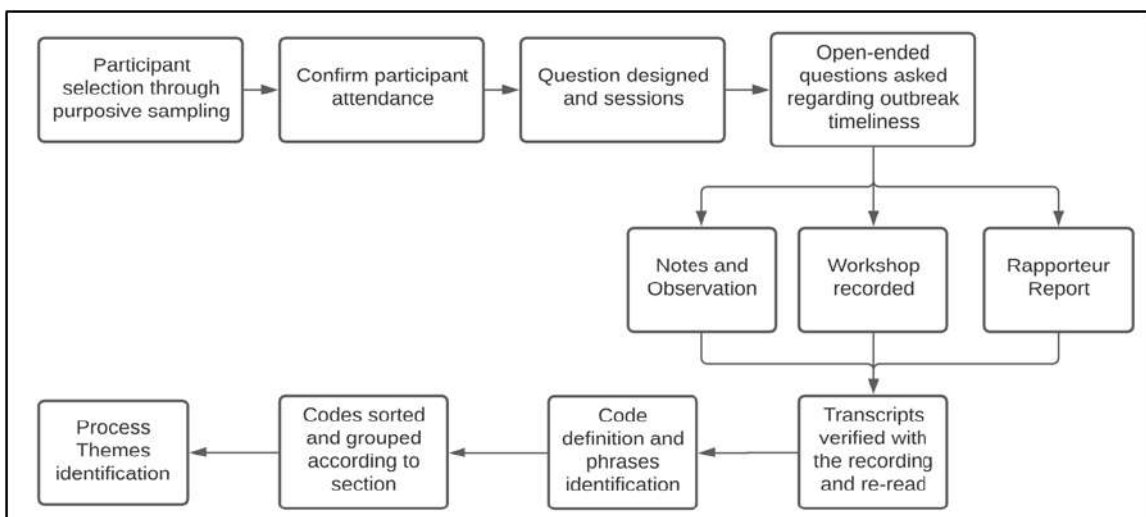 Participant
selection through
purposive sampling
Confirm participant
attendance
Question designed
and sessions
Open-ended
questions asked
regarding outbreak
timeliness
Notes and
Observation
Workshop
recorded
Rapporteur
Report
Process
Themes
identification
Codes sorted
and grouped
according to
section
Code
definition and
phrases
identification
Transcripts
verified with
the recording
and re-read